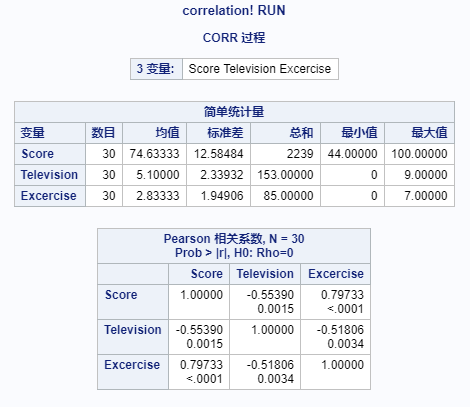 correlation! RUN
CORR 过程
3 变量: Score Television Excercise
简单统计量
变量 数目 均值 标准差 总和 最小值 最大值
Score 30 74.63333 12.58484 2239 44.00000 100.00000
Television 30 5.10000 2.33932 153.00000 0 9.00000
Excercise 30 2.83333 1.94906 85.00000 0 7.00000
Pearson 相关系数, N = 30
Prob > |r|, H0: Rho=0
Score Television Excercise
Score 1.00000 -0.55390 0.79733
0.0015 <.0001
Television -0.55390 1.00000 -0.51806
0.0015 0.0034
Excercise 0.79733 -0.51806 1.00000
<.0001 0.0034